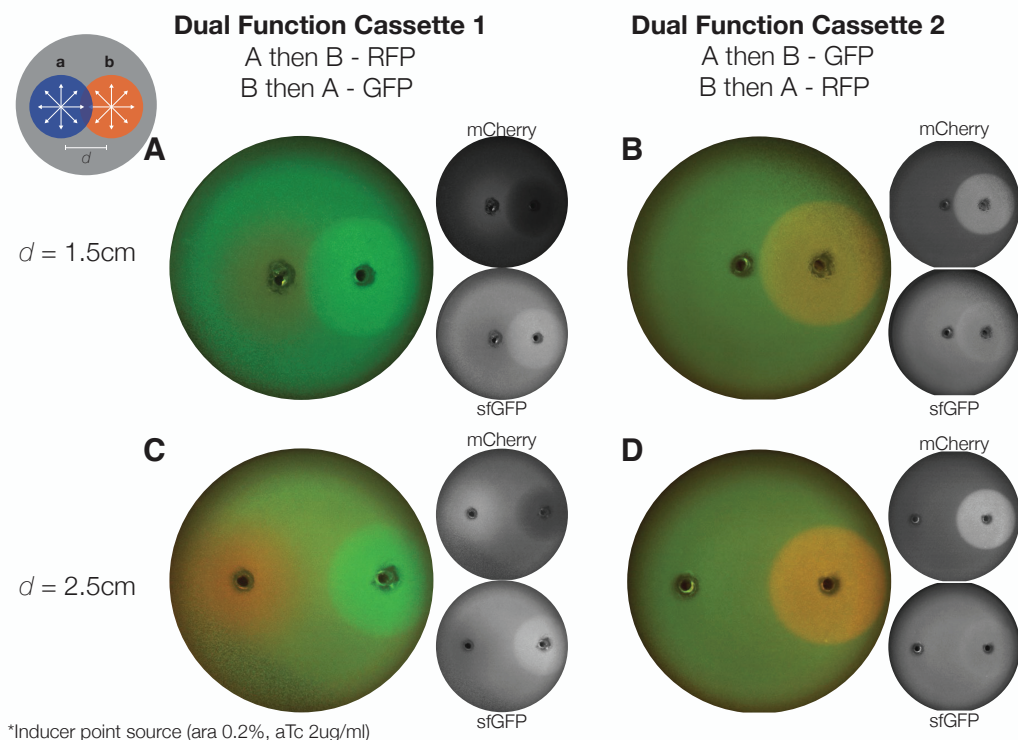 Dual Function Cassette 1
A then B - RFP
B then A - GFP
Dual Function Cassette 2
A then B - GFP
B then A - RFP
a b
d
A
mCherry
sfGFP
B
mCherry
sfGFP
d = 1.5cm
C
mCherry
sfGFP
D
mCherry
sfGFP
d = 2.5cm
*Inducer point source (ara 0.2%, aTc 2ug/ml)